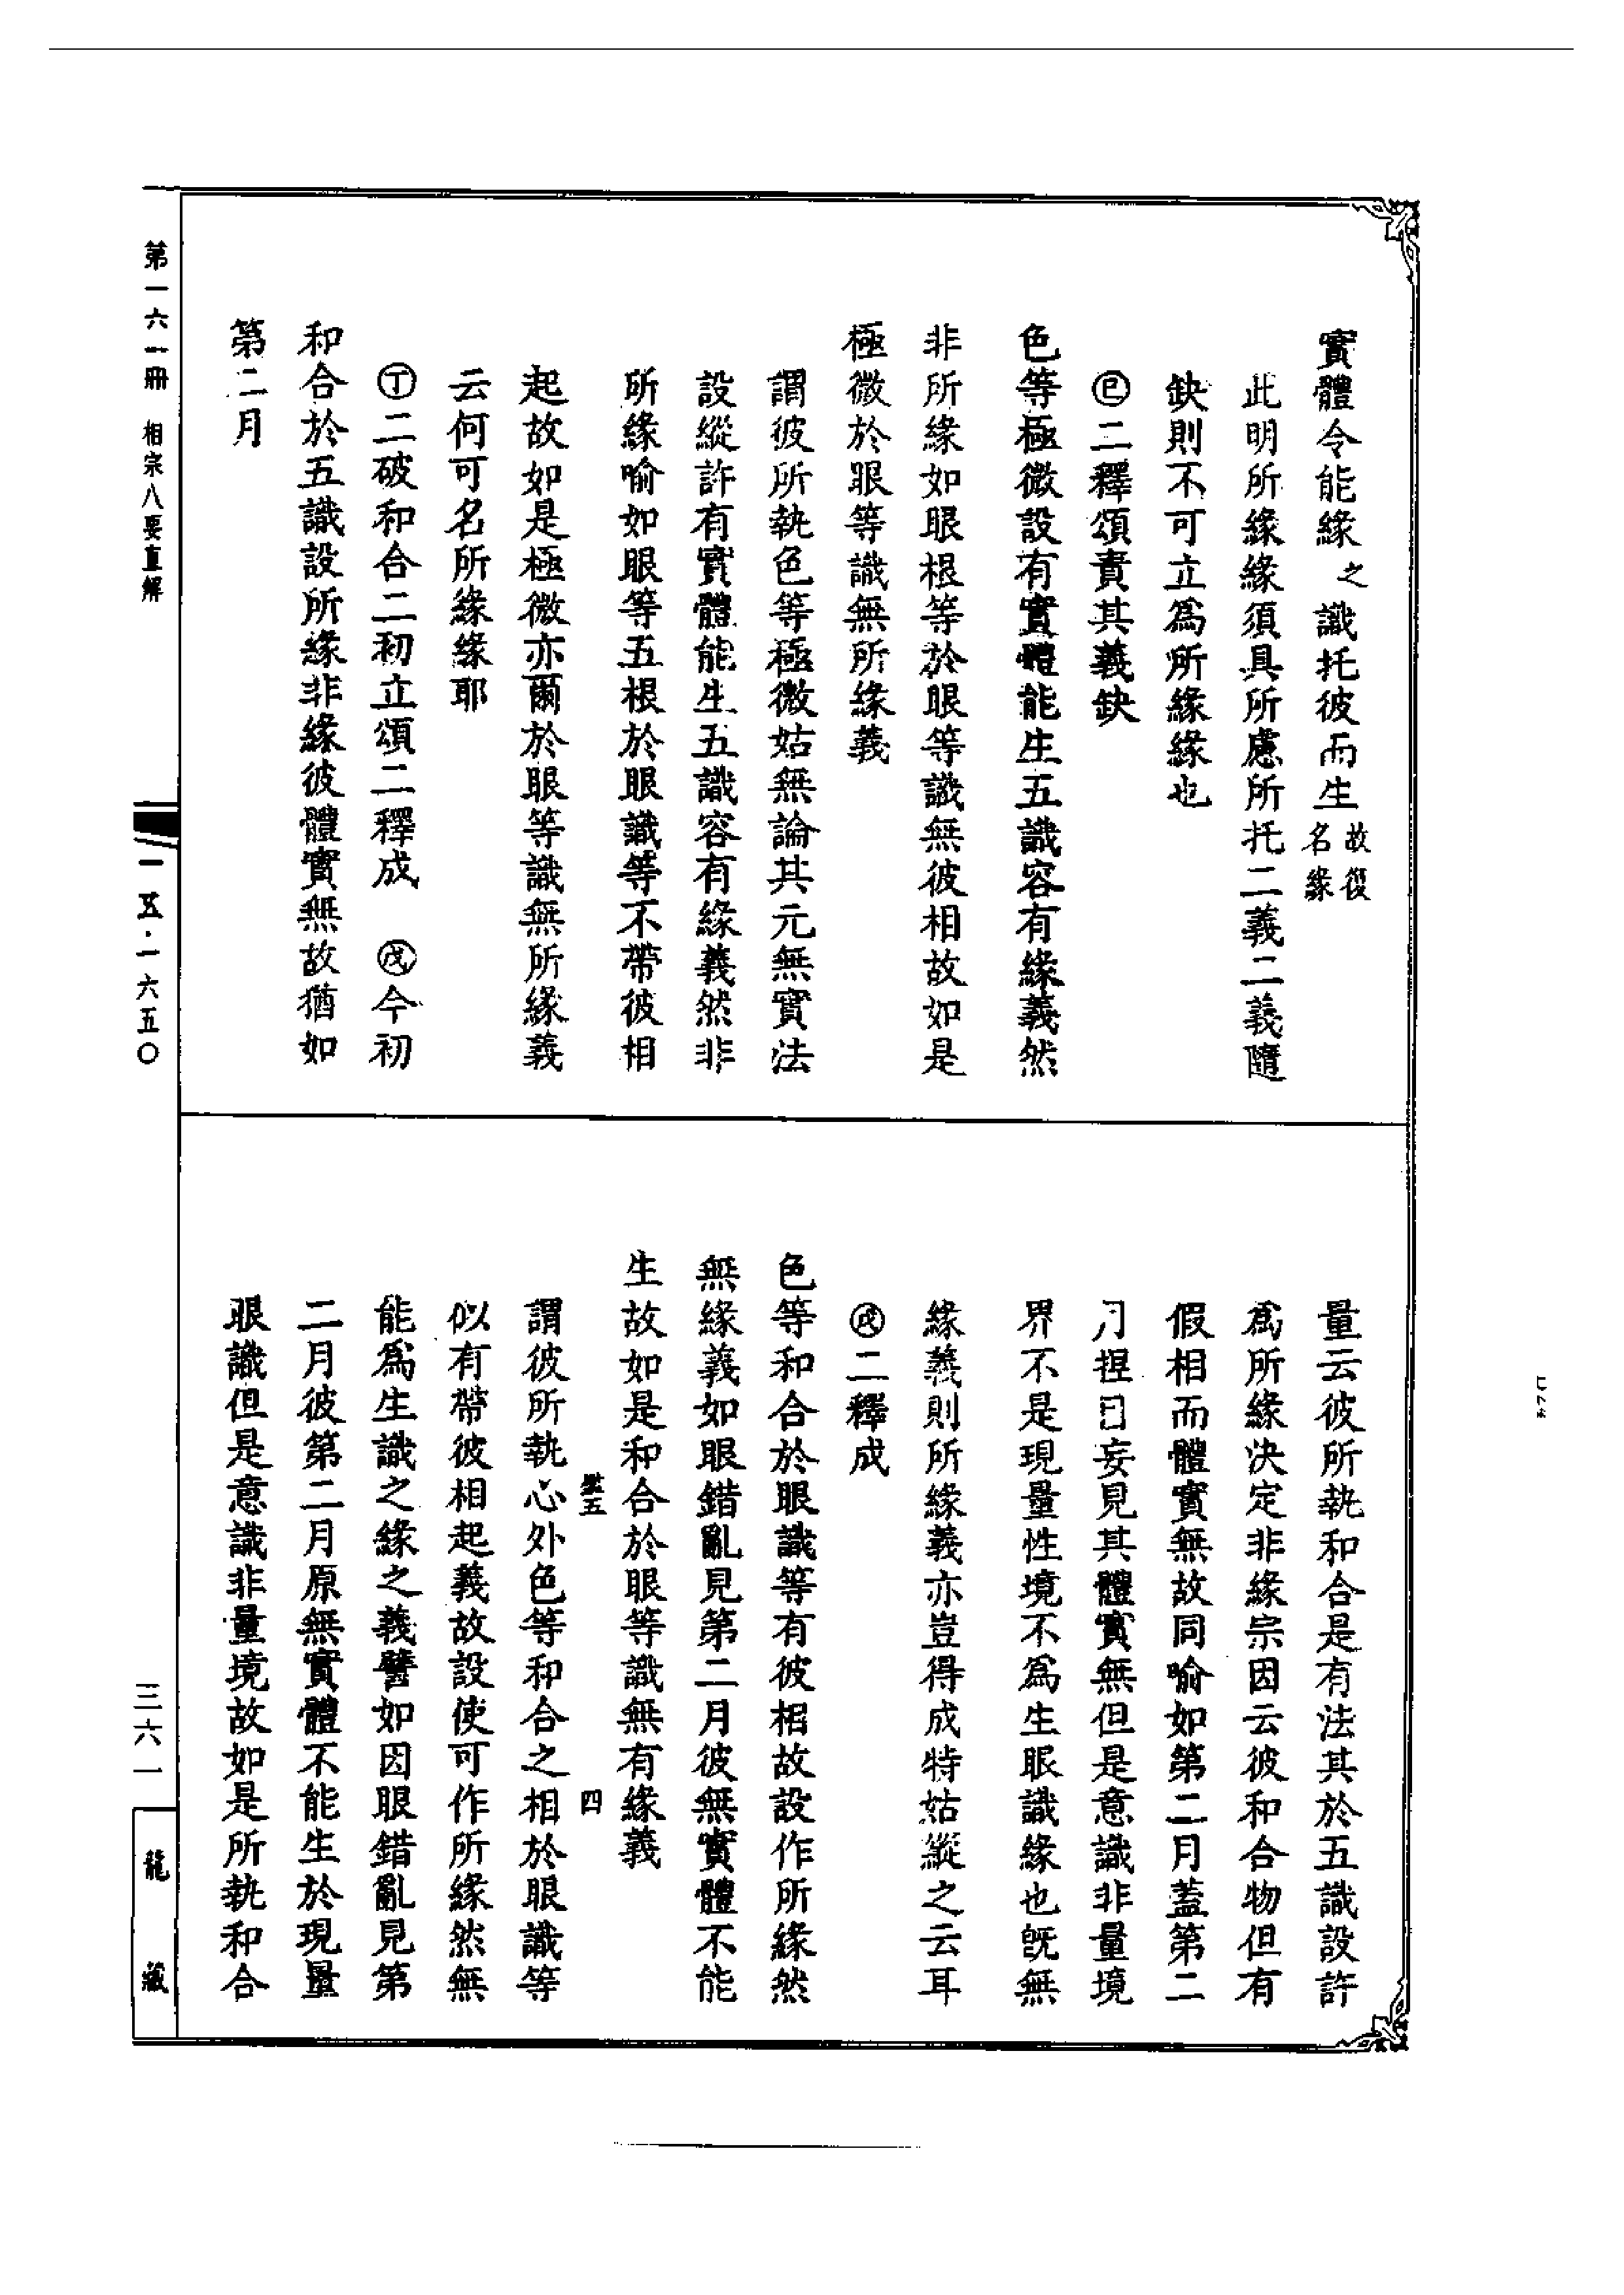 實體令能緣之識托彼而生故復名緣
此明所緣緣須具所慮所托二義二義隨
缺則不可立爲所緣緣也
㊁二釋頌責其義缺
色等極微設有實體能生五識容有緣義然
非所緣如眼根等於眼等識無彼相故如是
極微於眼等識無所緣義
謂彼所執色等極微姑無論其元無實法
設縱許有實體能生五識容有緣義然非
所緣喻如眼等五根於眼識等不帶彼相
起故如是極微亦爾於眼等識無所緣義
云何可名所緣緣耶
丁二破和合二初立頌二釋成 戊今初
和合於五識設所緣非緣彼體實無故猶如
第二月
量云彼所執和合是有法其於五識設許
爲所緣決定非緣宗因云彼和合物但有
假相而體實無故同喻如第二月蓋第二
月捏目妄見其體實無但是意識非量境
界不是現量性境不爲生眼識緣也旣無
緣義則所緣義亦豈得成特姑縱之云耳
戊二釋成
色等和合於眼識等有彼相故設作所緣然
無緣義如眼錯亂見第二月彼無實體不能
生故如是和合於眼等識無有緣義
四
謂彼所執心外色等和合之相於眼識等
似有帶彼相起義故設使可作所緣然無
能爲生識之緣之義譬如因眼錯亂見第
二月彼第二月原無實體不能生於現量
眼識但是意識非量境故如是所執和合
第一六一冊 相宗八要直解
一五·一六五〇
三六一
龍藏